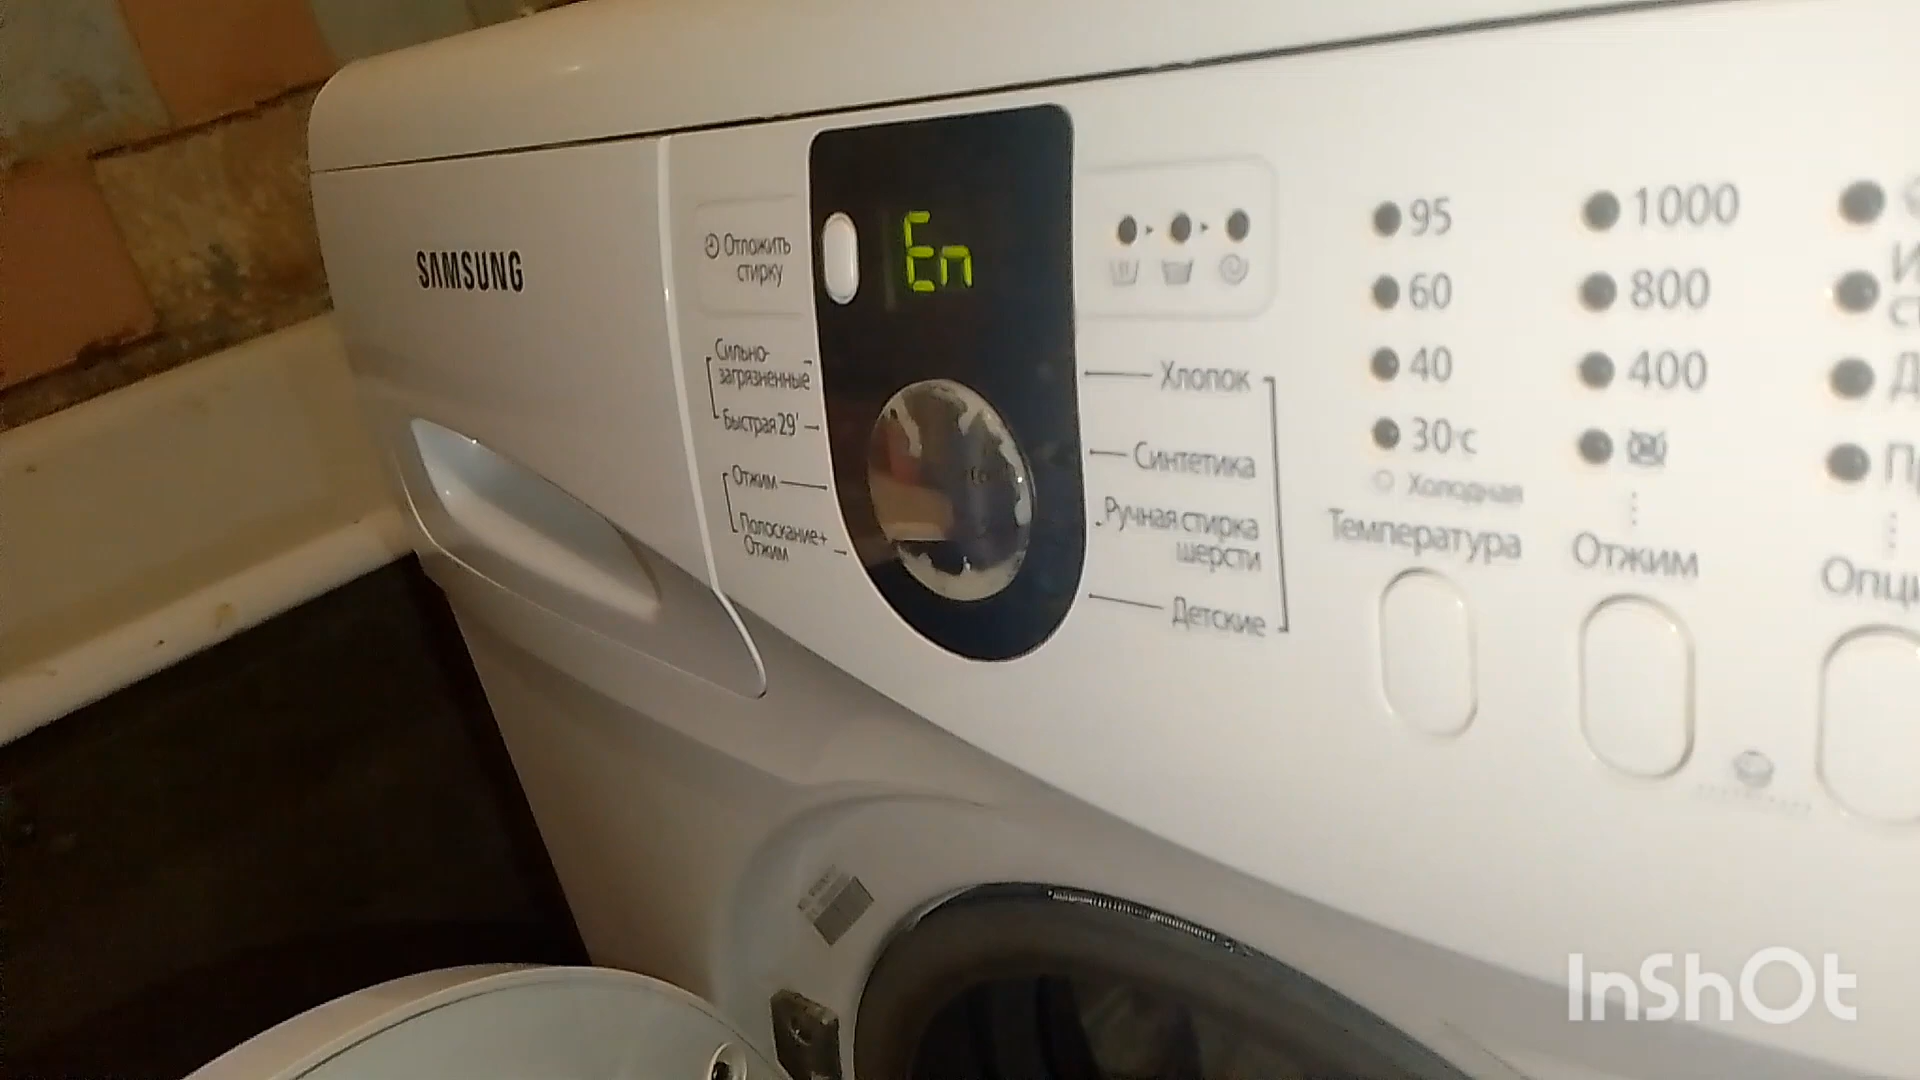 SAMSUNG
Отложить
стирку
En
Сильно-
загрязненные
Быстрая 29'
Отжим
Полоскание+
Отжим
Хлопок
Синтетика
Ручная стирка
шерсти
Детские
95
60
40
30°c
Холодная
Температура
1000
800
400
Отжим
InShOt